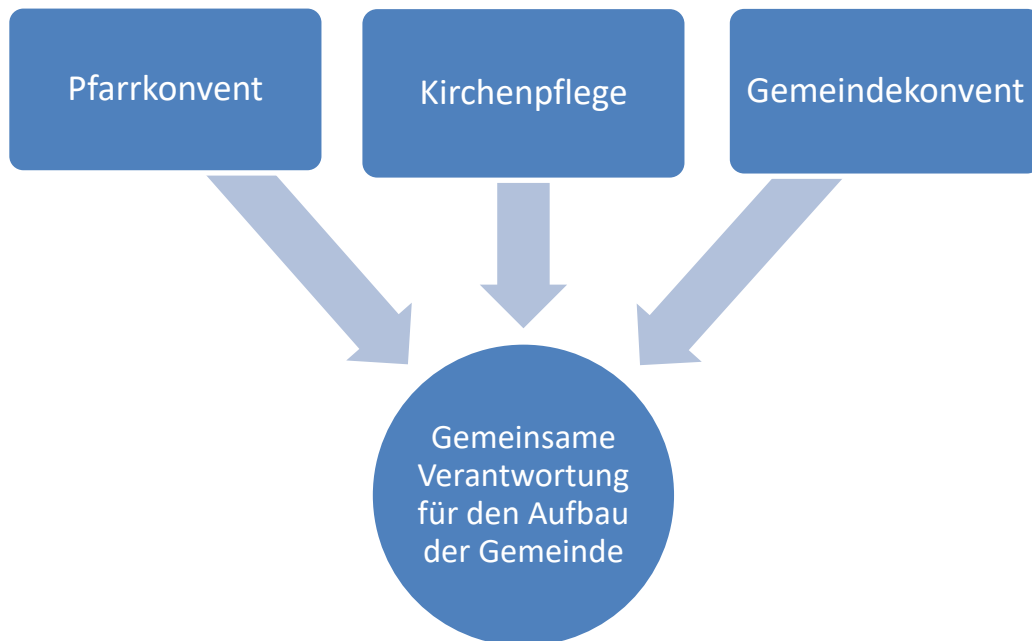 Pfarrkonvent
Kirchenpflege
Gemeindekonvent
Gemeinsame
Verantwortung
für den Aufbau
der Gemeinde